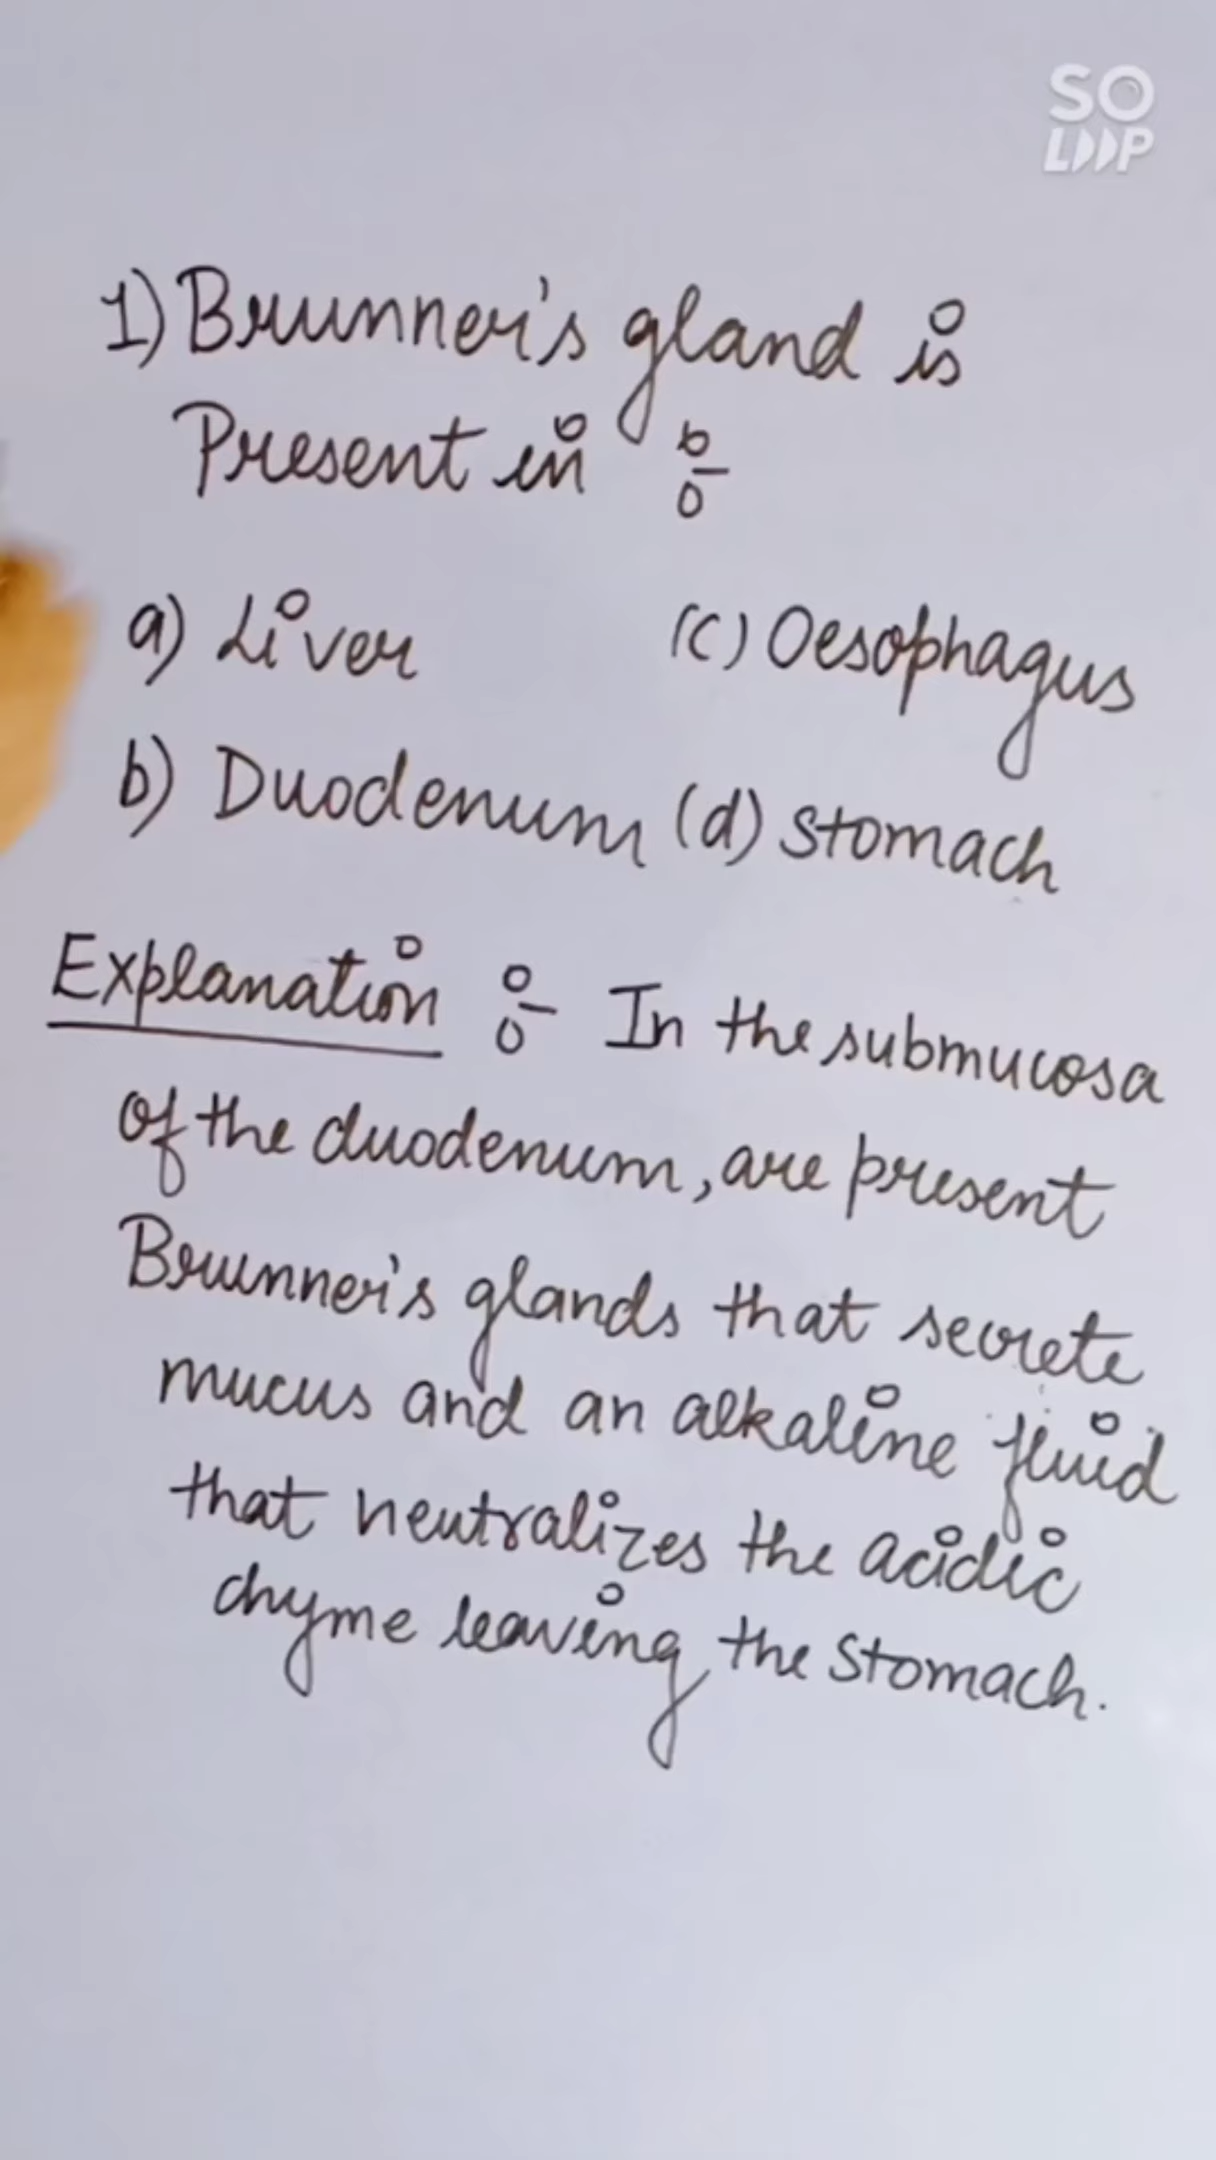 SO
LOOP
1) Brunner's gland is
Present in :-
a) Liver (c) Oesophagus
b) Duodenum (d) Stomach
Explanation :- In the submucosa
of the duodenum, are present
Brunner's glands that secrete
mucus and an alkaline fluid
that neutralizes the acidic
chyme leaving the stomach.